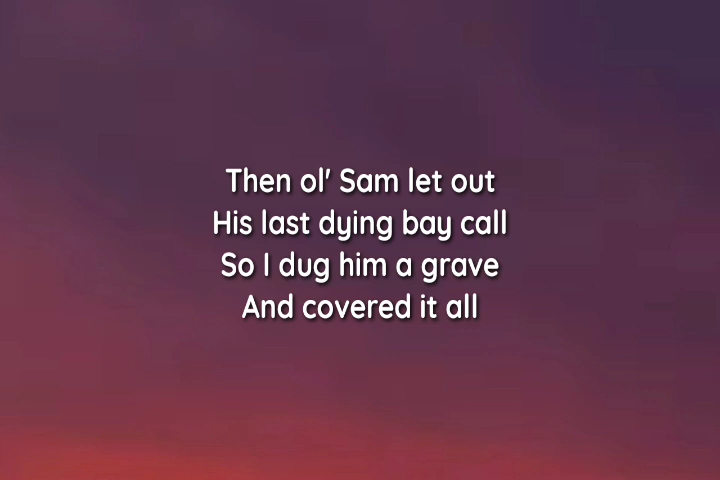 Then ol' Sam let out
His last dying bay call
So I dug him a grave
And covered it all